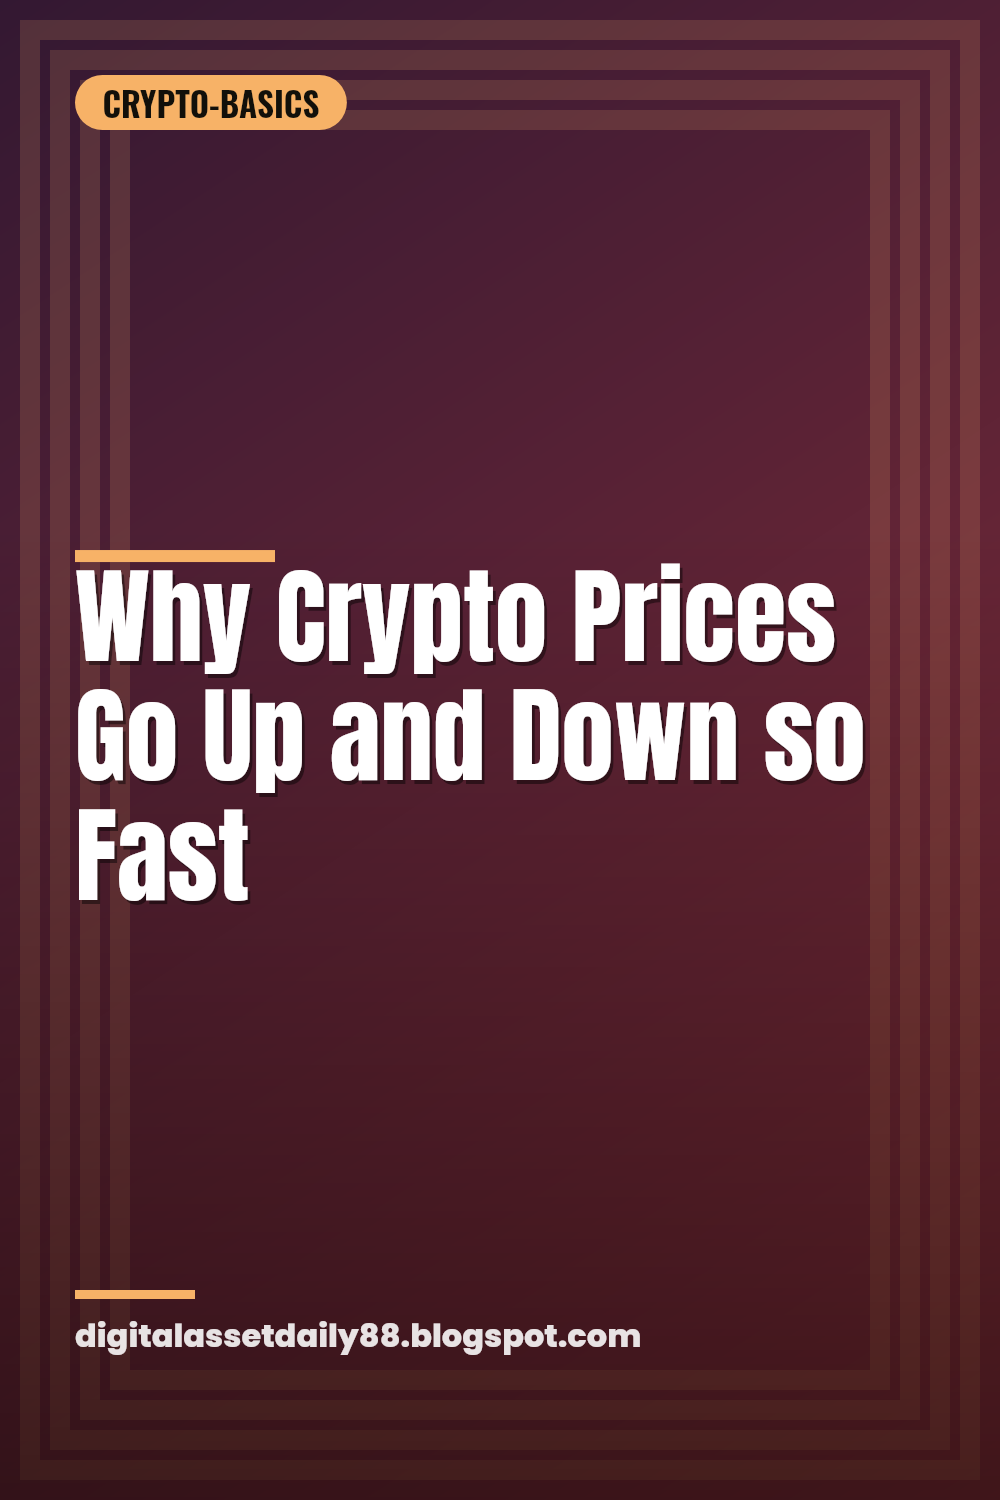 CRYPTO-BASICS
Why Crypto Prices
Go Up and Down so
Fast
digitalassetdaily88.blogspot.com